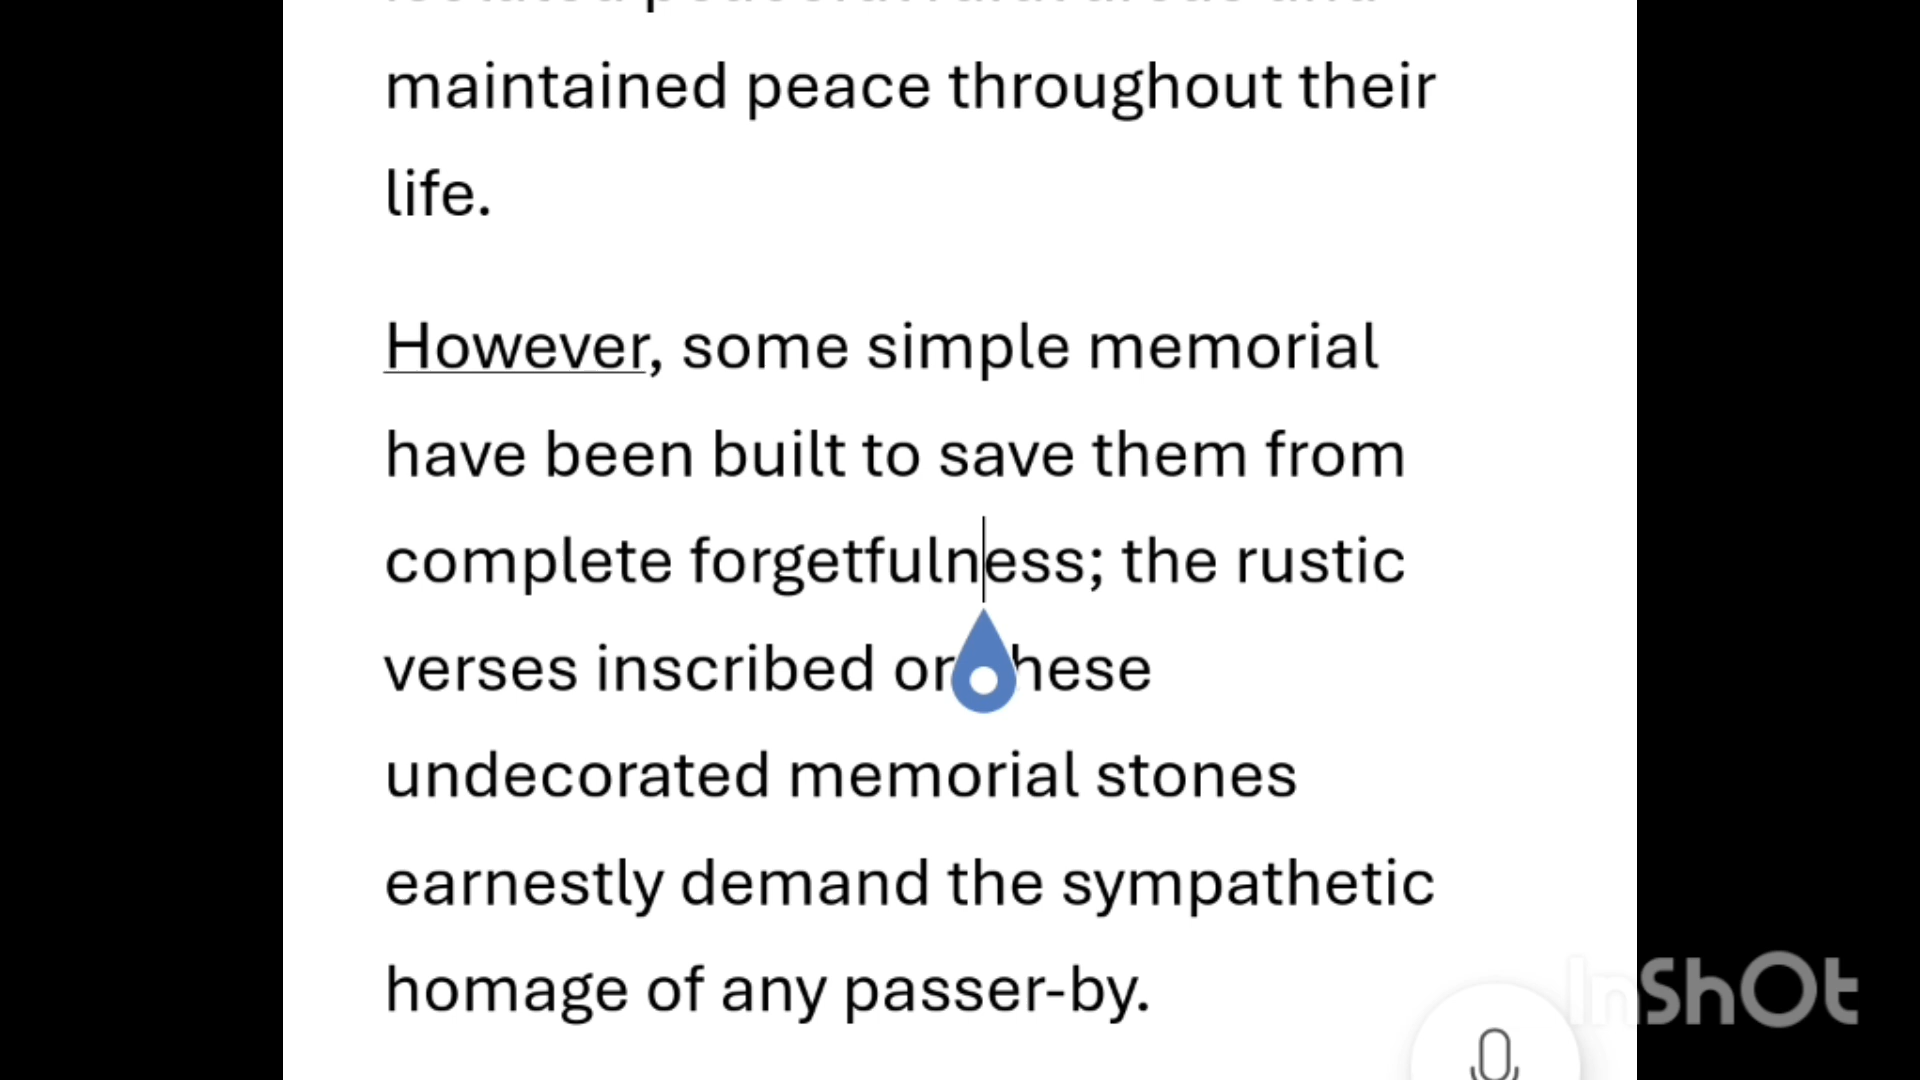 maintained peace throughout their
life.
However, some simple memorial
have been built to save them from
complete forgetfulness; the rustic
verses inscribed on these
undecorated memorial stones
earnestly demand the sympathetic
homage of any passer-by.
InShOt